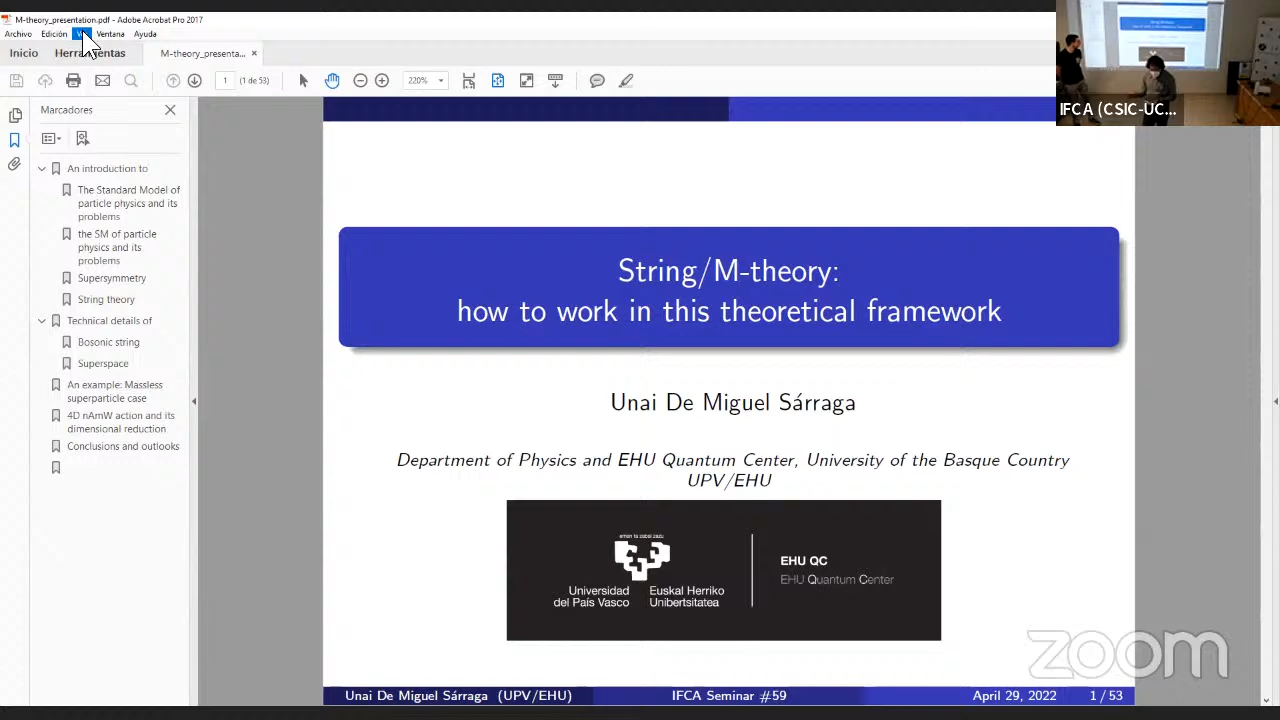 M-theory_presentation.pdf - Adobe Acrobat Pro 2017
Archivo Edición Ventana Ayuda
Inicio Herramientas M-theory_presenta... ×
1 (1 de 53) 220%
Marcadores
An introduction to
The Standard Model of
particle physics and its
problems
the SM of particle
physics and its
problems
Supersymmetry
String theory
Technical details of
Bosonic string
Superspace
An example: Massless
superparticle case
4D nAmW action and its
dimensional reduction
Conclusions and outlooks
IFCA (CSIC-UC...
String/M-theory:
how to work in this theoretical framework
Unai De Miguel Sárraga
Department of Physics and EHU Quantum Center, University of the Basque Country
UPV/EHU
eman ta zabal zazu
Universidad
del País Vasco
Euskal Herriko
Unibertsitatea
EHU QC
EHU Quantum Center
zoom
Unai De Miguel Sárraga (UPV/EHU) IFCA Seminar #59 April 29, 2022 1 / 53